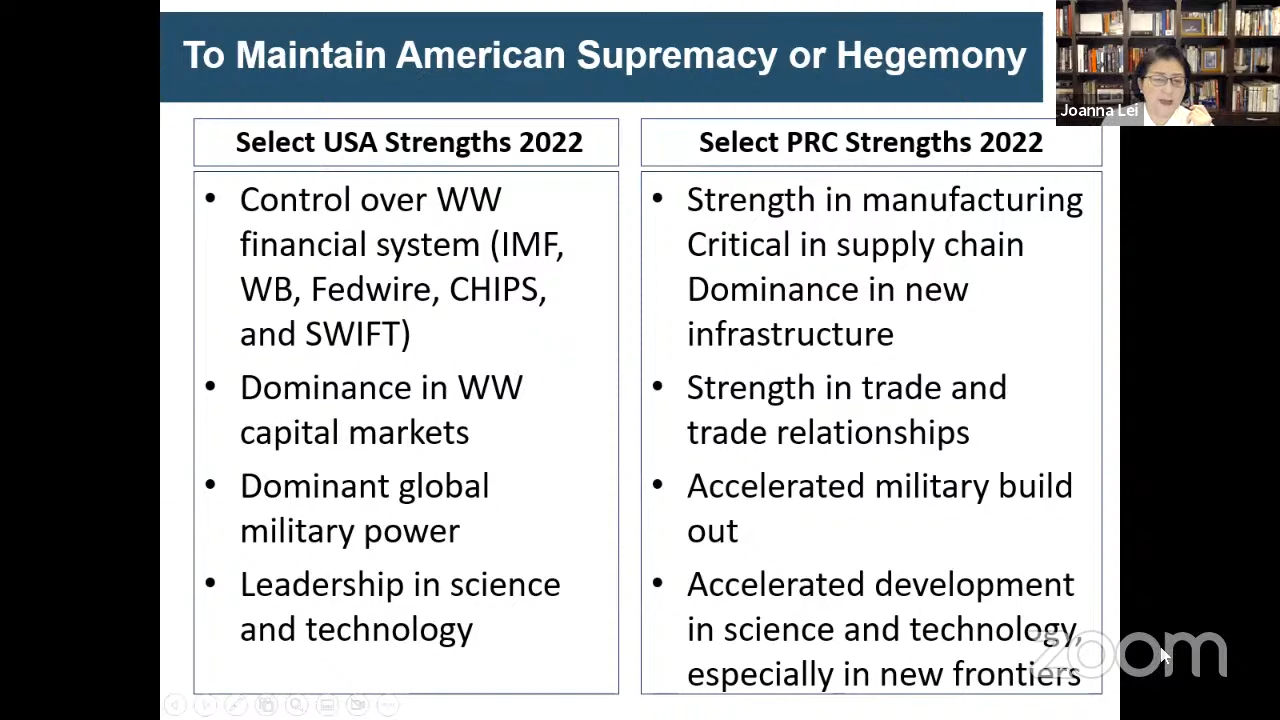 To Maintain American Supremacy or Hegemony
Joanna Lei
Select USA Strengths 2022
• Control over WW
financial system (IMF,
WB, Fedwire, CHIPS,
and SWIFT)
• Dominance in WW
capital markets
• Dominant global
military power
• Leadership in science
and technology
Select PRC Strengths 2022
• Strength in manufacturing
Critical in supply chain
Dominance in new
infrastructure
• Strength in trade and
trade relationships
• Accelerated military build
out
• Accelerated development
in science and technology,
especially in new frontiers
zoom